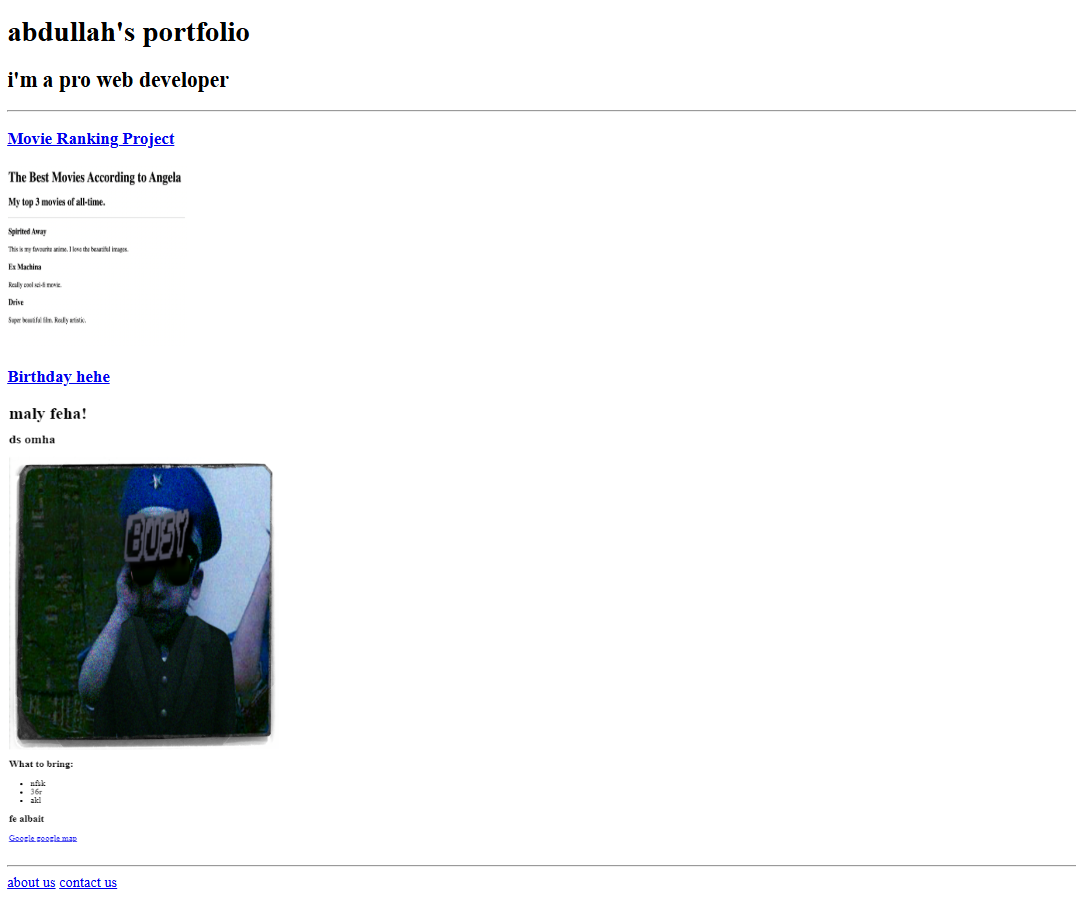 abdullah's portfolio
i'm a pro web developer
Movie Ranking Project
The Best Movies According to Angela
My top 3 movies of all-time.
Spirited Away
This is my favourite anime. I love the beautiful images.
Ex Machina
Really cool sci-fi movie.
Drive
Super beautiful film. Really artistic.
Birthday hehe
maly feha!
ds omha
BUSY
What to bring:
nfsk
36r
akl
fe albait
Google google map
about us contact us